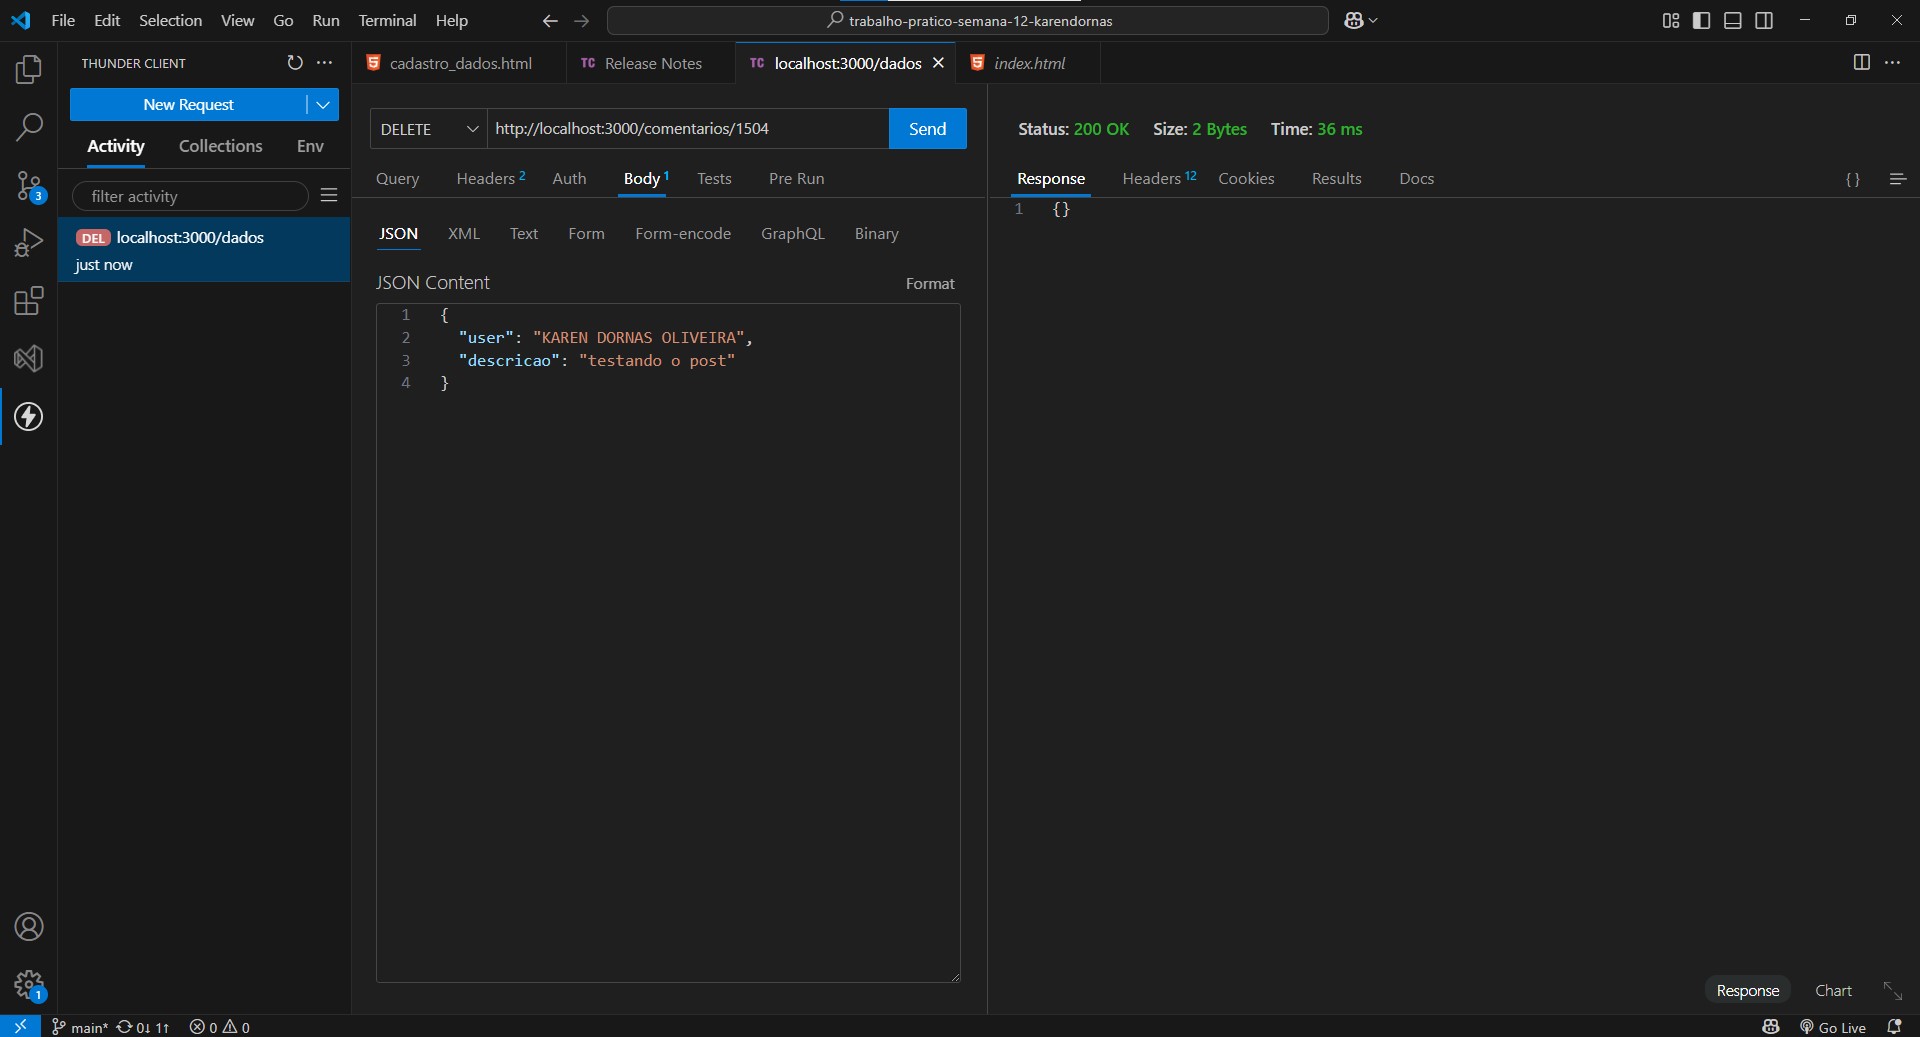 File Edit Selection View Go Run Terminal Help
trabalho-pratico-semana-12-karendornas
THUNDER CLIENT
cadastro_dados.html
TC Release Notes
TC localhost:3000/dados
index.html
New Request
Activity Collections Env
filter activity
DEL localhost:3000/dados
just now
3
1
DELETE http://localhost:3000/comentarios/1504 Send
Query Headers 2 Auth Body 1 Tests Pre Run
JSON XML Text Form Form-encode GraphQL Binary
JSON Content Format
1 {
2 "user": "KAREN DORNAS OLIVEIRA",
3 "descricao": "testando o post"
4 }
Status: 200 OK Size: 2 Bytes Time: 36 ms
Response Headers 12 Cookies Results Docs { }
1 {}
Response Chart
main* 0↓ 1↑ 0 0 Go Live